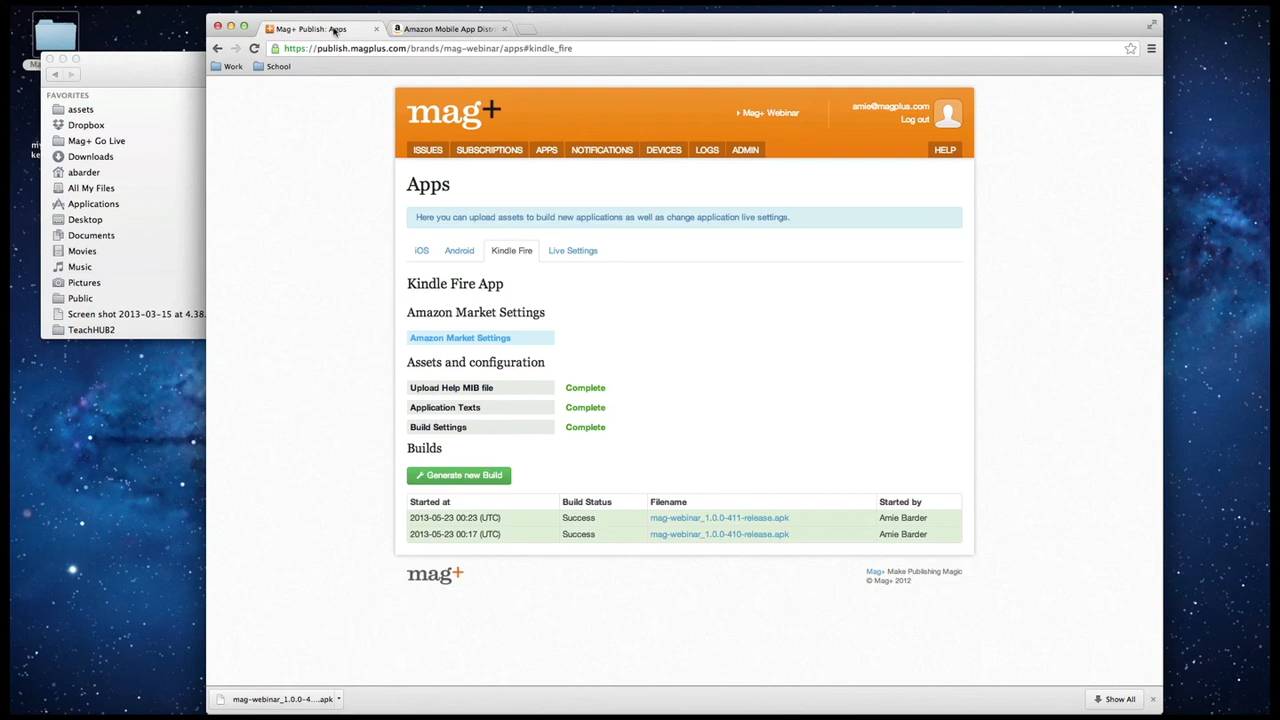 Mag+ Publish: Apps
Amazon Mobile App Distri
https://publish.magplus.com/brands/mag-webinar/apps#kindle_fire
Work
School
FAVORITES
assets
Dropbox
Mag+ Go Live
Downloads
abarder
All My Files
Applications
Desktop
Documents
Movies
Music
Pictures
Public
Screen shot 2013-03-15 at 4.38.
TeachHUB2
mag+
Mag+ Webinar
amie@magplus.com
Log out
ISSUES SUBSCRIPTIONS APPS NOTIFICATIONS DEVICES LOGS ADMIN HELP
Apps
Here you can upload assets to build new applications as well as change application live settings.
iOS Android Kindle Fire Live Settings
Kindle Fire App
Amazon Market Settings
Amazon Market Settings
Assets and configuration
Upload Help MIB file Complete
Application Texts Complete
Build Settings Complete
Builds
Generate new Build
Started at Build Status Filename Started by
2013-05-23 00:23 (UTC) Success mag-webinar_1.0.0-411-release.apk Amie Barder
2013-05-23 00:17 (UTC) Success mag-webinar_1.0.0-410-release.apk Amie Barder
mag+
Mag+ Make Publishing Magic
© Mag+ 2012
mag-webinar_1.0.0-4....apk
Show All